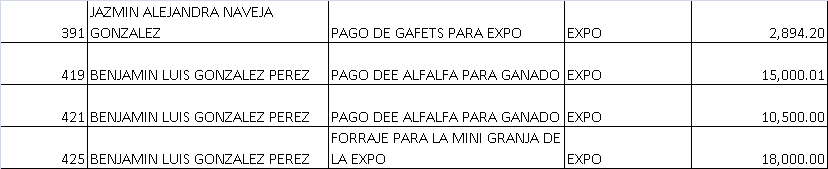 JAZMIN ALEJANDRA NAVEJA
391 GONZALEZ PAGO DE GAFETS PARA EXPO EXPO 2,894.20
419 BENJAMIN LUIS GONZALEZ PEREZ PAGO DEE ALFALFA PARA GANADO EXPO 15,000.01
421 BENJAMIN LUIS GONZALEZ PEREZ PAGO DEE ALFALFA PARA GANADO EXPO 10,500.00
FORRAJE PARA LA MINI GRANJA DE
425 BENJAMIN LUIS GONZALEZ PEREZ LA EXPO EXPO 18,000.00